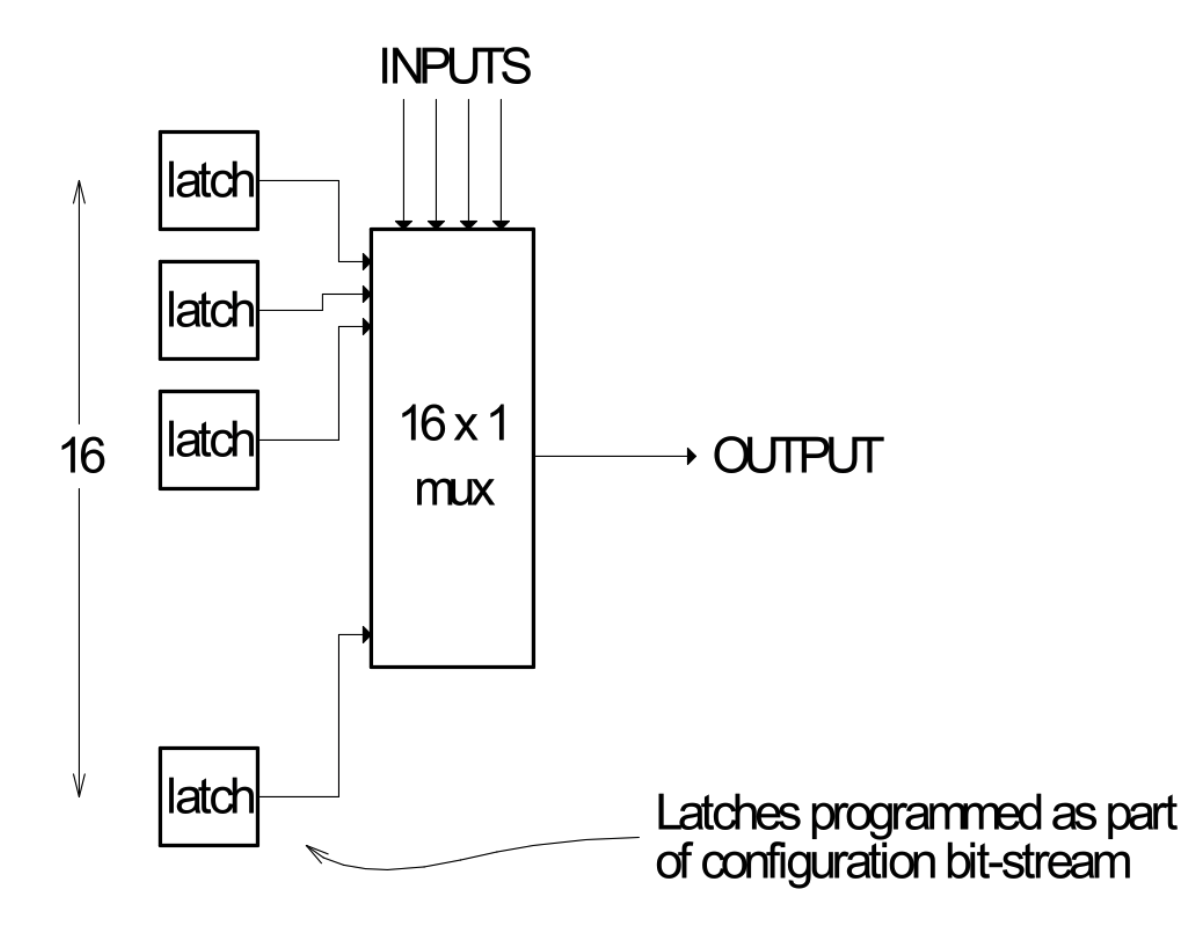 INPUTS
latch
latch
latch
16 x 1
mux
16
OUTPUT
latch
Latches programmed as part
of configuration bit-stream